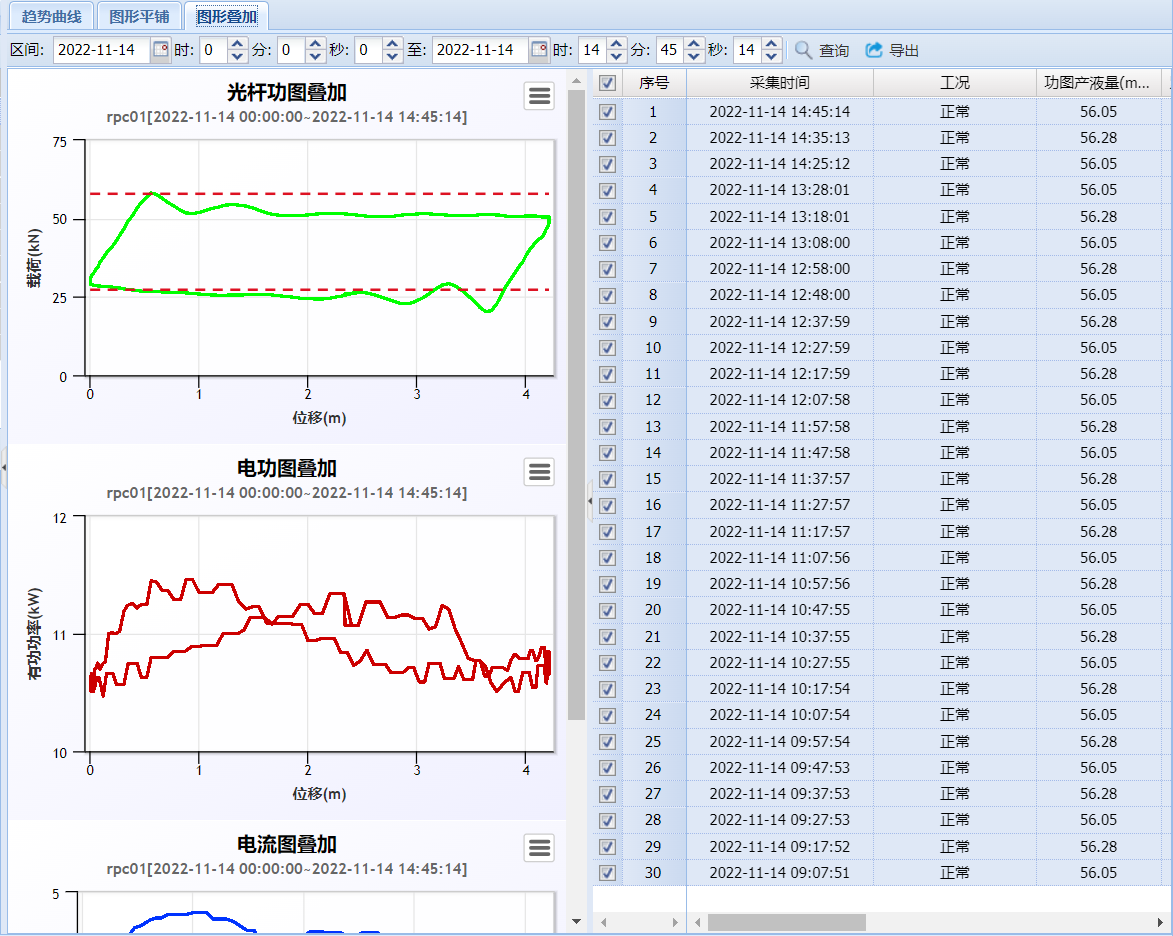 趋势曲线 图形平铺 图形叠加
区间: 2022-11-14 时: 0 分: 0 秒: 0 至: 2022-11-14 时: 14 分: 45 秒: 14 查询 导出
光杆功图叠加
rpc01[2022-11-14 00:00:00~2022-11-14 14:45:14]
75
50
25
0
载荷(kN)
0 1 2 3 4
位移(m)
电功图叠加
rpc01[2022-11-14 00:00:00~2022-11-14 14:45:14]
12
11
10
有功功率(kW)
0 1 2 3 4
位移(m)
电流图叠加
rpc01[2022-11-14 00:00:00~2022-11-14 14:45:14]
5
序号 采集时间 工况 功图产液量(m...
1 2022-11-14 14:45:14 正常 56.05
2 2022-11-14 14:35:13 正常 56.28
3 2022-11-14 14:25:12 正常 56.05
4 2022-11-14 13:28:01 正常 56.05
5 2022-11-14 13:18:01 正常 56.28
6 2022-11-14 13:08:00 正常 56.05
7 2022-11-14 12:58:00 正常 56.28
8 2022-11-14 12:48:00 正常 56.05
9 2022-11-14 12:37:59 正常 56.28
10 2022-11-14 12:27:59 正常 56.05
11 2022-11-14 12:17:59 正常 56.28
12 2022-11-14 12:07:58 正常 56.05
13 2022-11-14 11:57:58 正常 56.28
14 2022-11-14 11:47:58 正常 56.05
15 2022-11-14 11:37:57 正常 56.28
16 2022-11-14 11:27:57 正常 56.05
17 2022-11-14 11:17:57 正常 56.28
18 2022-11-14 11:07:56 正常 56.05
19 2022-11-14 10:57:56 正常 56.28
20 2022-11-14 10:47:55 正常 56.05
21 2022-11-14 10:37:55 正常 56.28
22 2022-11-14 10:27:55 正常 56.05
23 2022-11-14 10:17:54 正常 56.28
24 2022-11-14 10:07:54 正常 56.05
25 2022-11-14 09:57:54 正常 56.28
26 2022-11-14 09:47:53 正常 56.05
27 2022-11-14 09:37:53 正常 56.28
28 2022-11-14 09:27:53 正常 56.05
29 2022-11-14 09:17:52 正常 56.28
30 2022-11-14 09:07:51 正常 56.05